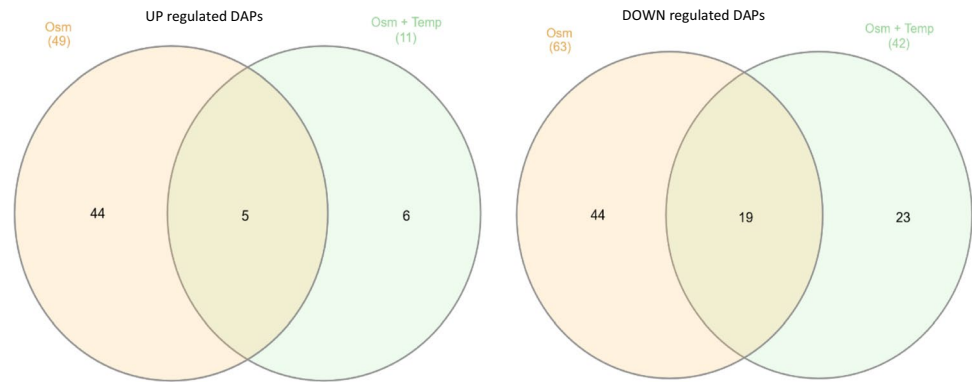 UP regulated DAPs
Osm
(49)
Osm + Temp
(11)
44
5
6
DOWN regulated DAPs
Osm
(63)
Osm + Temp
(42)
44
19
23